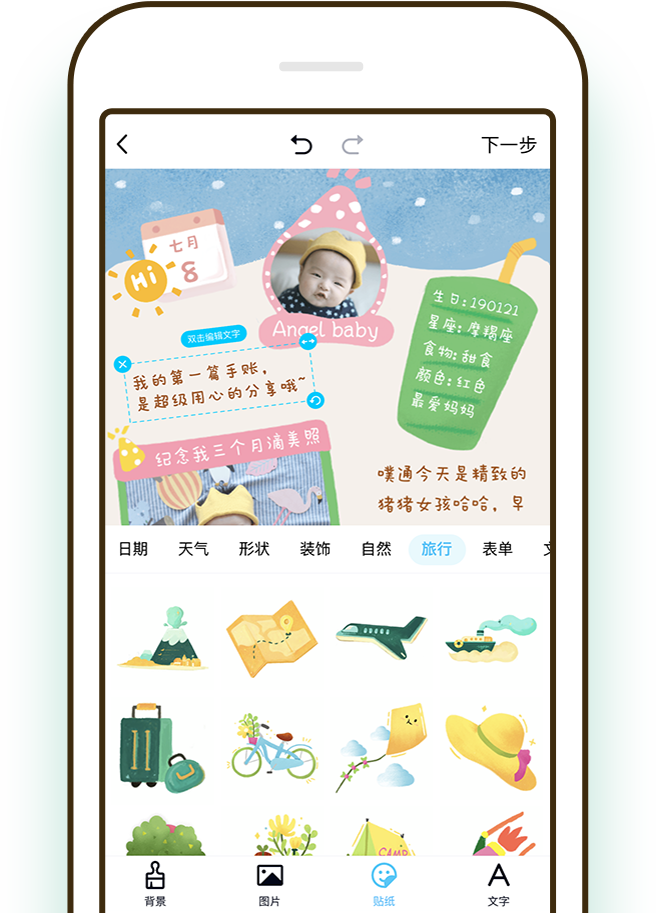 下一步
七月
8
Hi
Angel baby
生日:190121
星座:摩羯座
食物:甜食
颜色:红色
最爱妈妈
双击编辑文字
我的第一篇手账，
是超级用心的分享哦~
纪念我三个月滴美照
噗通今天是精致的
猪猪女孩哈哈，早
日期 天气 形状 装饰 自然 旅行 表单
CAMP
背景 图片 贴纸 文字